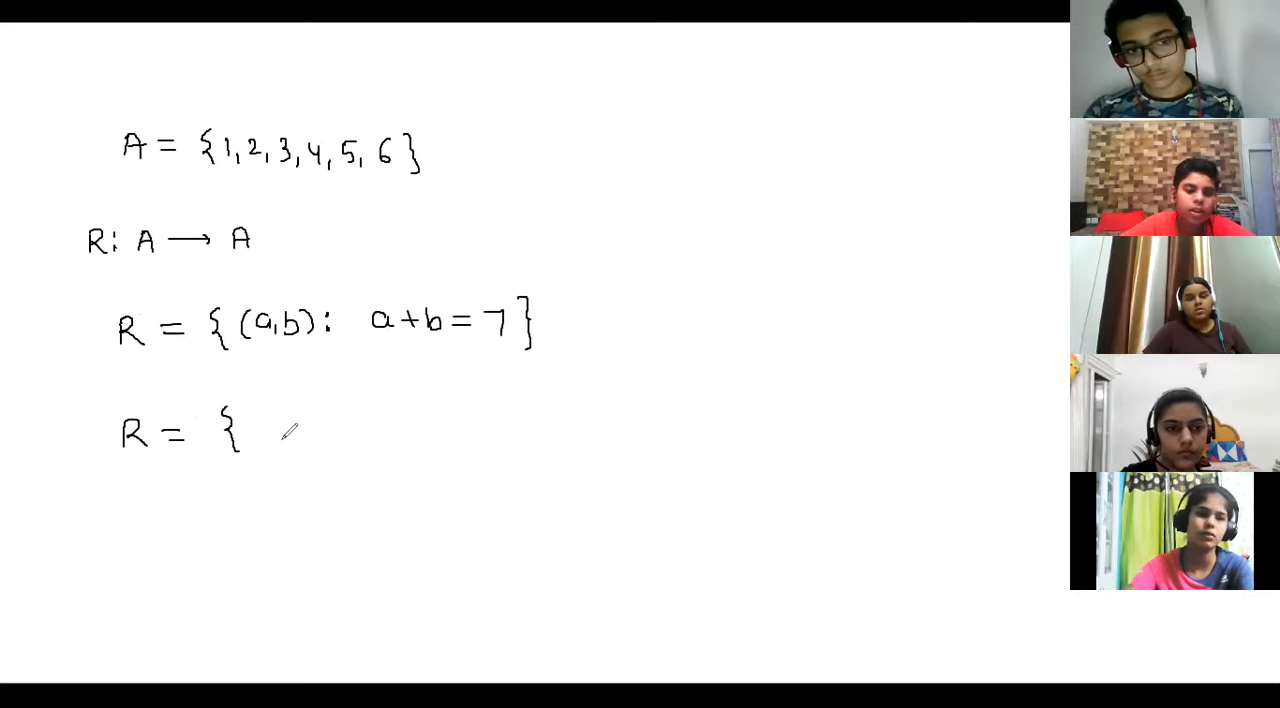 A = {1, 2, 3, 4, 5, 6}
R: A ⟶ A
R = {(a,b): a+b = 7}
R = {